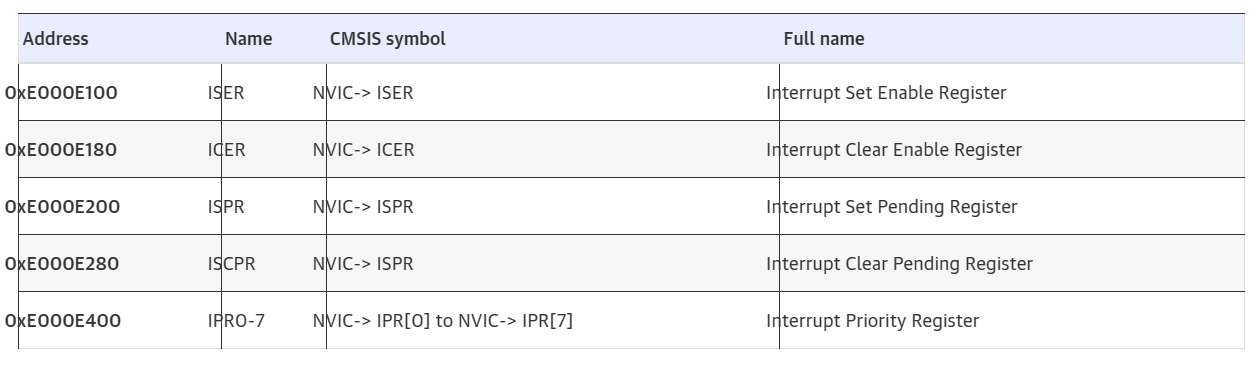 Address Name CMSIS symbol Full name
0xE000E100 ISER NVIC-> ISER Interrupt Set Enable Register
0xE000E180 ICER NVIC-> ICER Interrupt Clear Enable Register
0xE000E200 ISPR NVIC-> ISPR Interrupt Set Pending Register
0xE000E280 ISCPR NVIC-> ISPR Interrupt Clear Pending Register
0xE000E400 IPR0-7 NVIC-> IPR[0] to NVIC-> IPR[7] Interrupt Priority Register